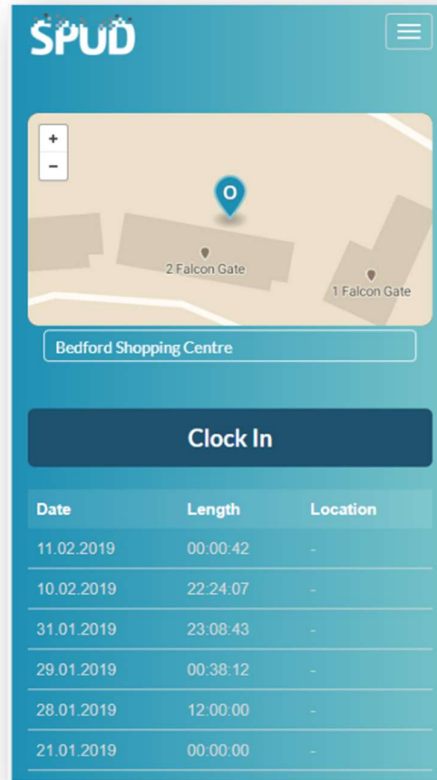 SPUD
+
O
-
2 Falcon Gate
1 Falcon Gate
Bedford Shopping Centre
Clock In
Date Length Location
11.02.2019 00:00:42 -
10.02.2019 22:24:07 -
31.01.2019 23:08:43 -
29.01.2019 00:38:12 -
28.01.2019 12:00:00 -
21.01.2019 00:00:00 -